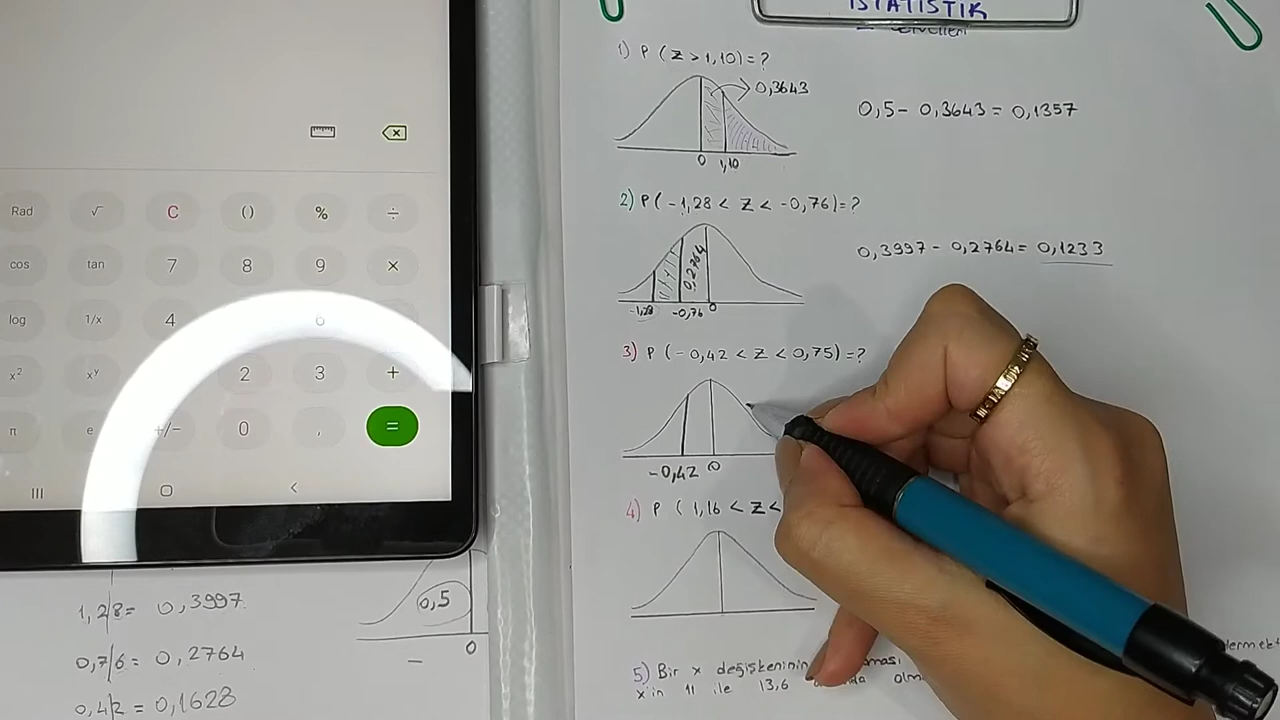 İSTATİSTİK
1) P ( Z > 1,10) = ?
0,3643
0,5 - 0,3643 = 0,1357
0 1,10
2) P( -1,28 < Z < -0,76) = ?
0,3997 - 0,2764 = 0,1233
0,2764
-1,28 -0,76 0
3) P ( -0,42 < Z < 0,75) = ?
-0,42 0
4) P ( 1,16 < Z <
5) Bir x değişkeninin
x'in 11 ile 13,6
Rad √ C () % ÷
cos tan 7 8 9 ×
log 1/x 4
x² xʸ 2 3 +
π e +/- 0 , =
1,28 = 0,3997
0,76 = 0,2764
0,42 = 0,1628
0,5
0
-